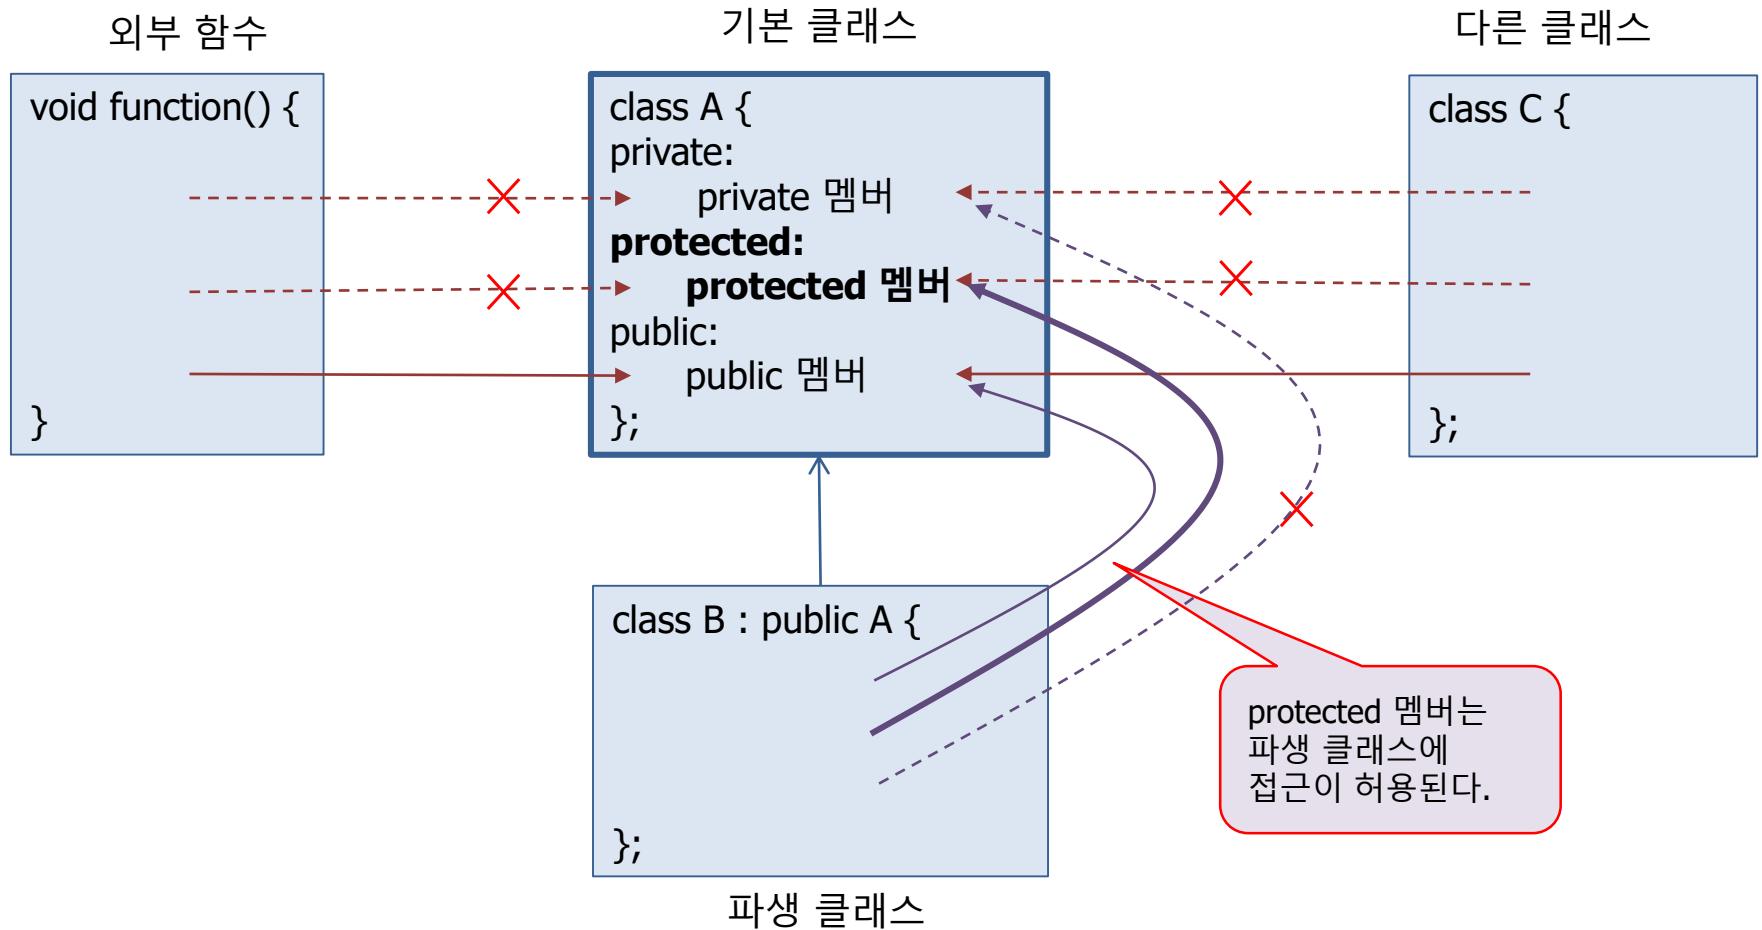 외부 함수
기본 클래스
다른 클래스
void function() {
}
class A {
private:
private 멤버
protected:
protected 멤버
public:
public 멤버
};
class C {
};
class B : public A {
};
protected 멤버는
파생 클래스에
접근이 허용된다.
파생 클래스